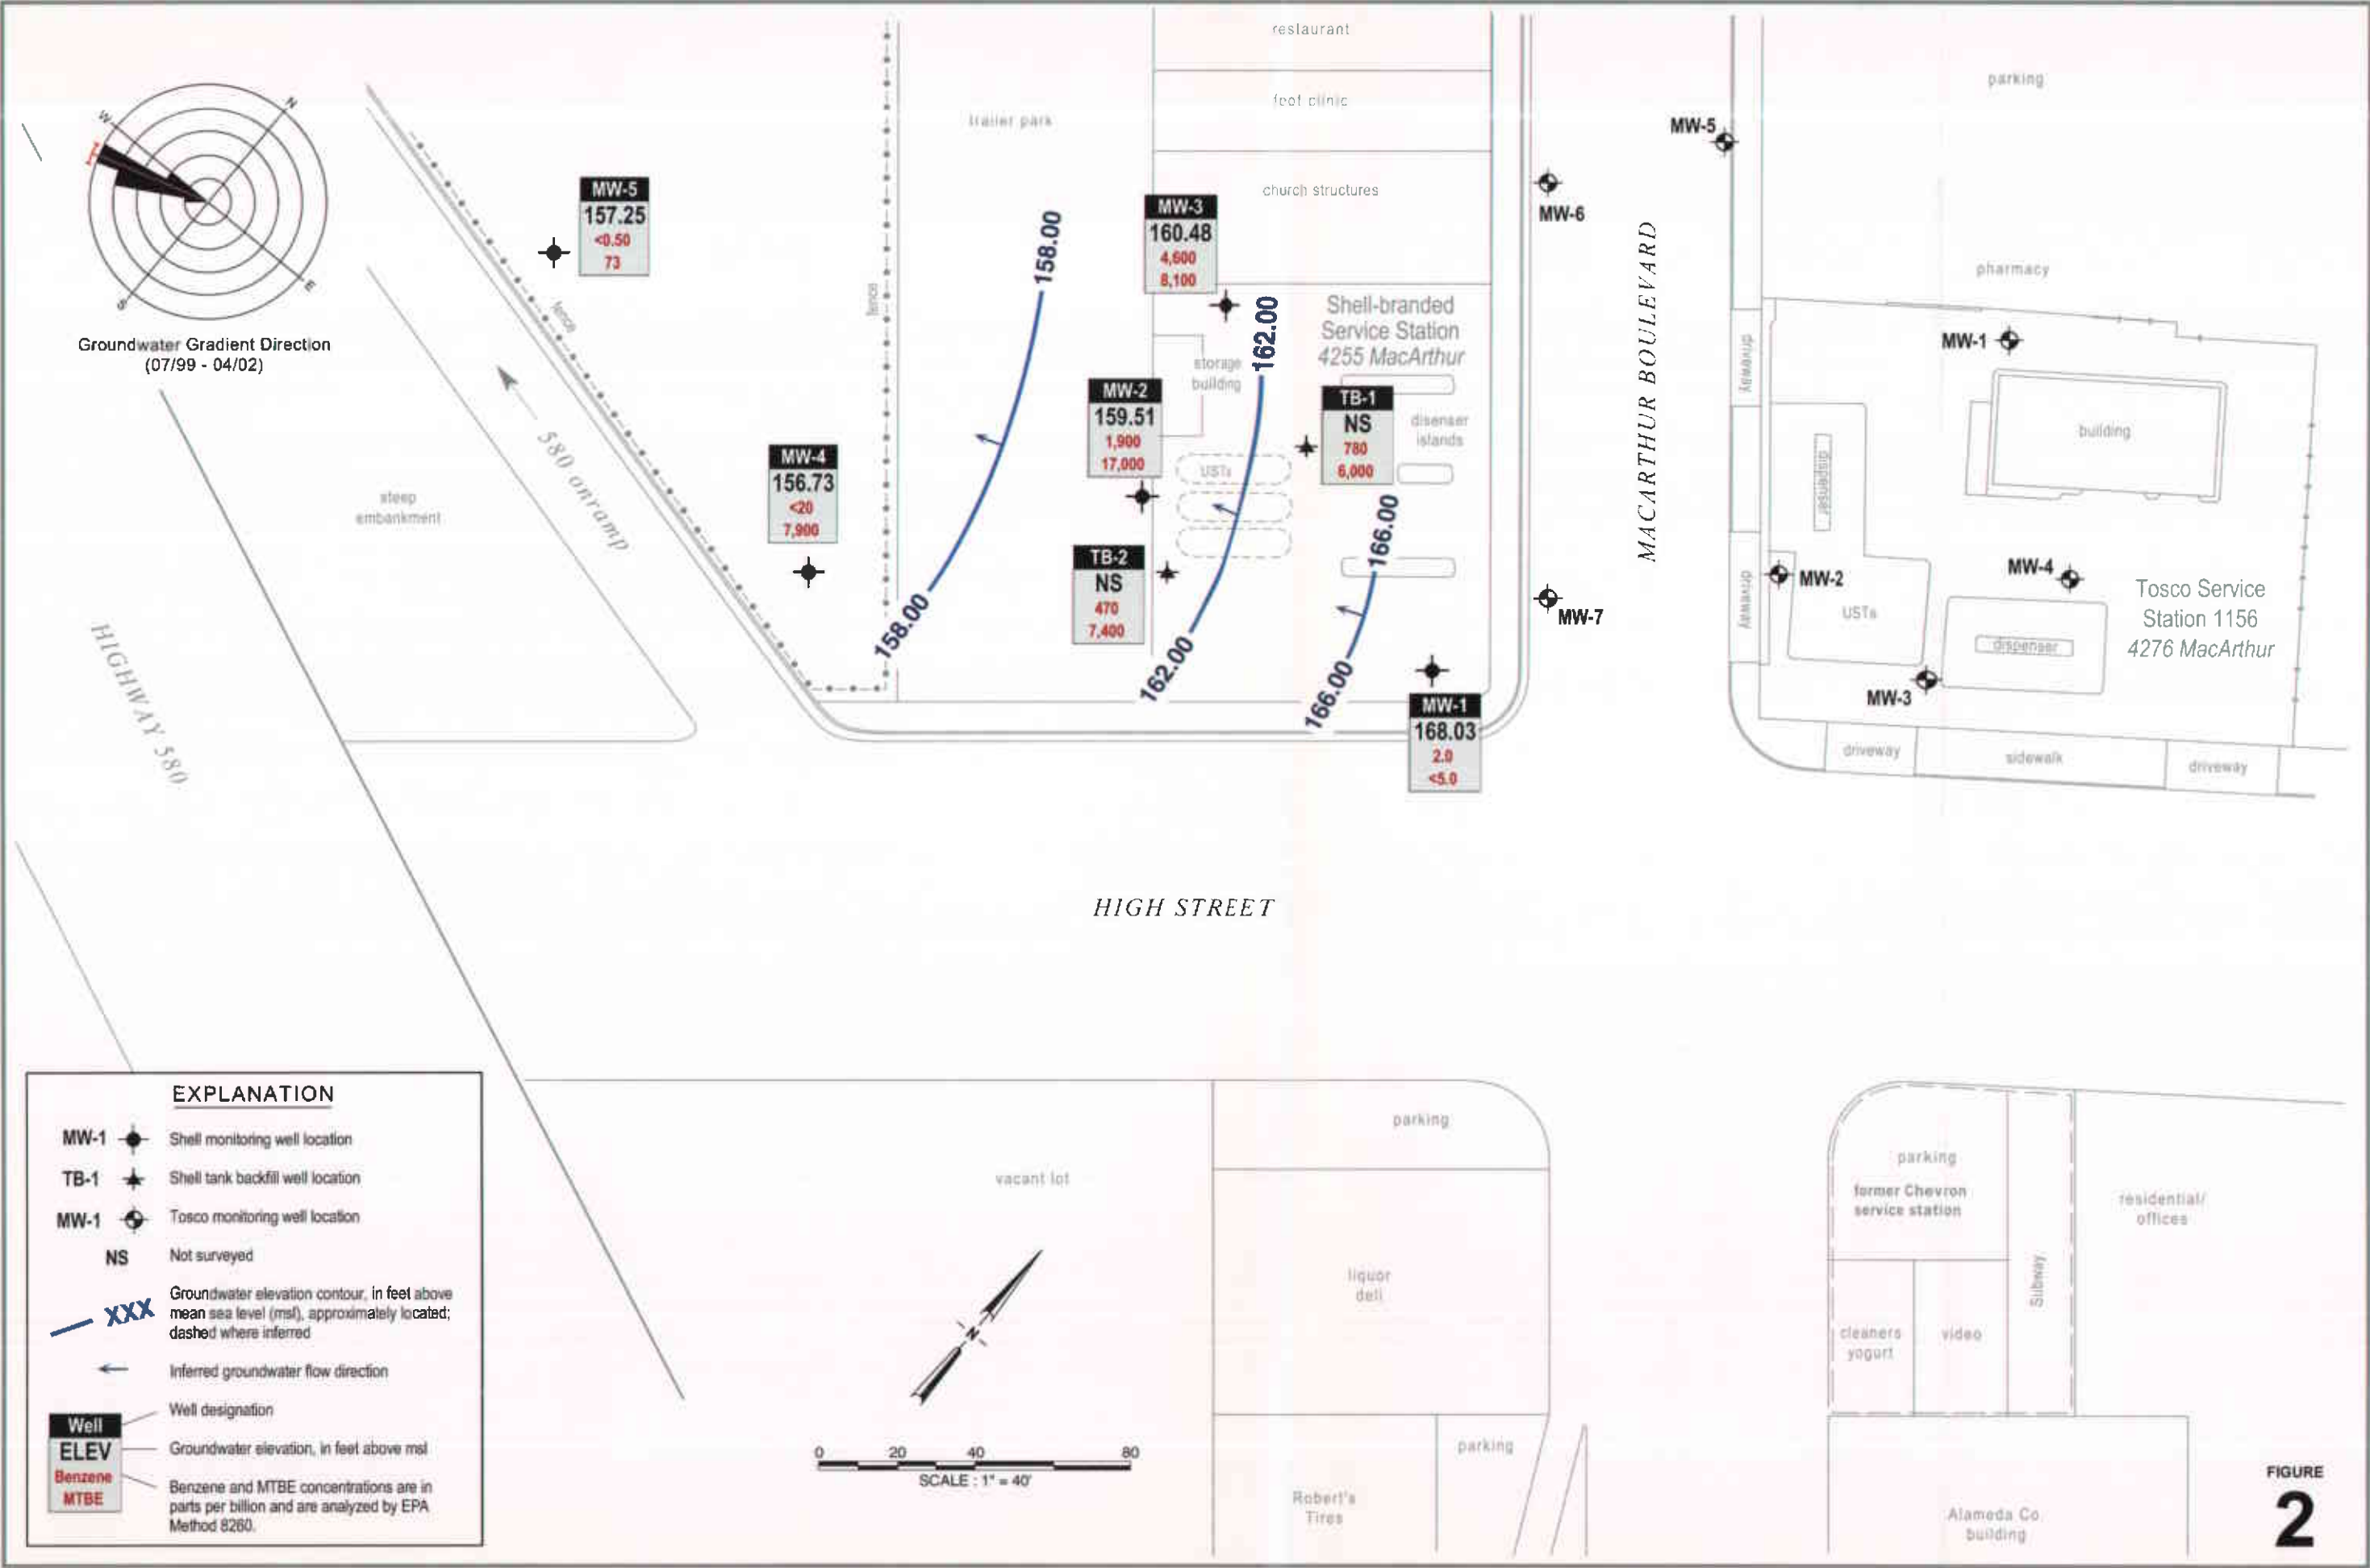 restaurant
foot clinic
trailer park
church structures
parking
pharmacy
N
W
E
S
Groundwater Gradient Direction
(07/99 - 04/02)
MW-5
157.25
<0.50
73
fence
fence
158.00
158.00
MW-3
160.48
4,600
8,100
162.00
162.00
Shell-branded
Service Station
4255 MacArthur
storage
building
MW-2
159.51
1,900
17,000
USTs
TB-1
NS
780
6,000
disenser
islands
166.00
166.00
MW-4
156.73
<20
7,900
TB-2
NS
470
7,400
MW-1
168.03
2.0
<5.0
steep
embankment
580 onramp
HIGHWAY 580
MW-6
MW-7
MACARTHUR BOULEVARD
MW-5
MW-1
building
driveway
driveway
dispenser
MW-2
USTs
MW-4
dispenser
MW-3
Tosco Service
Station 1156
4276 MacArthur
driveway
sidewalk
driveway
HIGH STREET
EXPLANATION
MW-1 Shell monitoring well location
TB-1 Shell tank backfill well location
MW-1 Tosco monitoring well location
NS Not surveyed
XXX
Groundwater elevation contour, in feet above
mean sea level (msl), approximately located;
dashed where inferred
Inferred groundwater flow direction
Well designation
Well
ELEV
Groundwater elevation, in feet above msl
Benzene
MTBE
Benzene and MTBE concentrations are in
parts per billion and are analyzed by EPA
Method 8260.
vacant lot
N
0 20 40 80
SCALE : 1" = 40'
parking
liquor
deli
parking
Robert's
Tires
parking
former Chevron
service station
Subway
cleaners
yogurt
video
residential/
offices
Alameda Co.
building
FIGURE
2